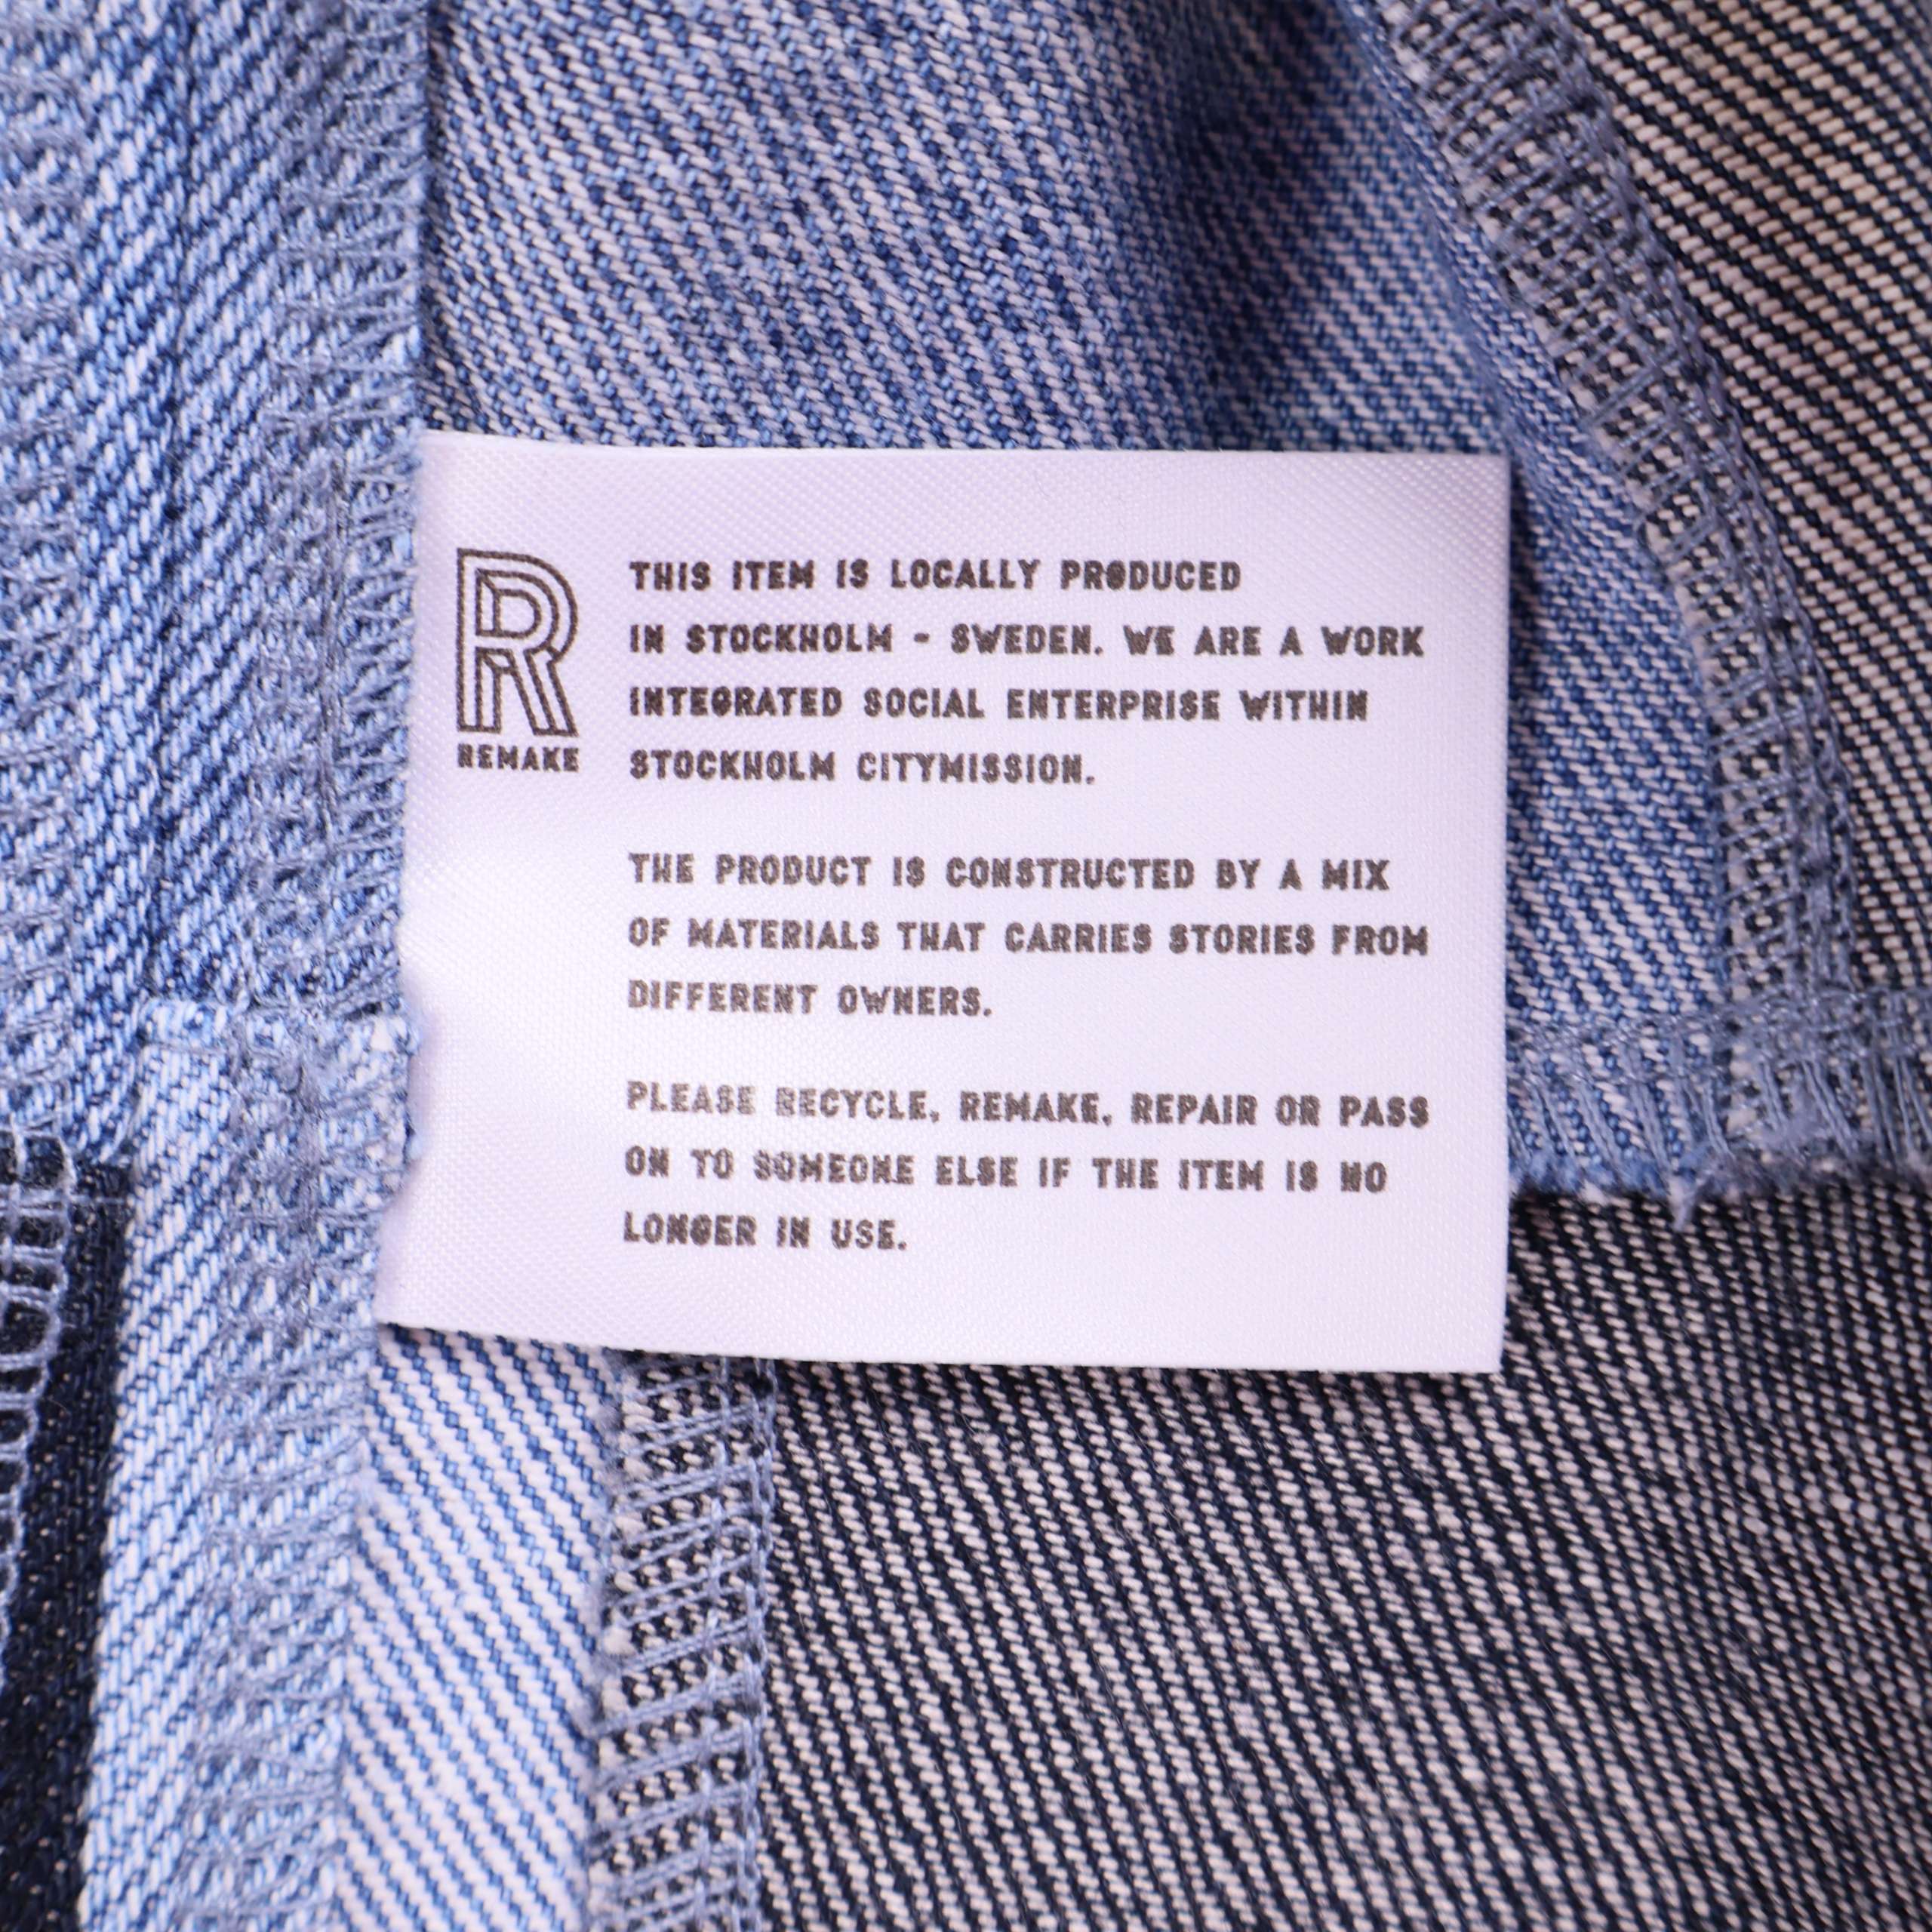 R
REMAKE
THIS ITEM IS LOCALLY PRODUCED
IN STOCKHOLM - SWEDEN. WE ARE A WORK
INTEGRATED SOCIAL ENTERPRISE WITHIN
STOCKHOLM CITYMISSION.
THE PRODUCT IS CONSTRUCTED BY A MIX
OF MATERIALS THAT CARRIES STORIES FROM
DIFFERENT OWNERS.
PLEASE RECYCLE, REMAKE, REPAIR OR PASS
ON TO SOMEONE ELSE IF THE ITEM IS NO
LONGER IN USE.